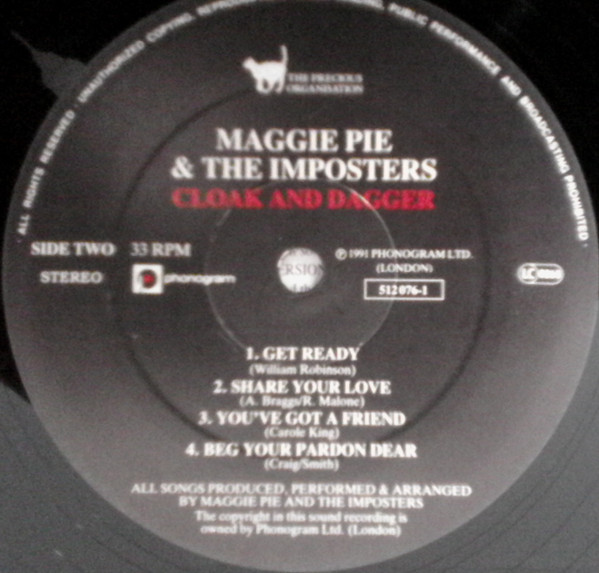 · ALL RIGHTS RESERVED · UNAUTHORIZED COPYING, PUBLIC PERFORMANCE AND BROADCASTING PROHIBITED ·
THE PRECIOUS
ORGANISATION
MAGGIE PIE
& THE IMPOSTERS
CLOAK AND DAGGER
SIDE TWO 33 RPM
STEREO
phonogram
ERSION
℗ 1991 PHONOGRAM LTD.
(LONDON)
512 076-1
LC
1. GET READY
(William Robinson)
2. SHARE YOUR LOVE
(A. Braggs/R. Malone)
3. YOU'VE GOT A FRIEND
(Carole King)
4. BEG YOUR PARDON DEAR
(Craig/Smith)
ALL SONGS PRODUCED, PERFORMED & ARRANGED
BY MAGGIE PIE AND THE IMPOSTERS
The copyright in this sound recording is
owned by Phonogram Ltd. (London)